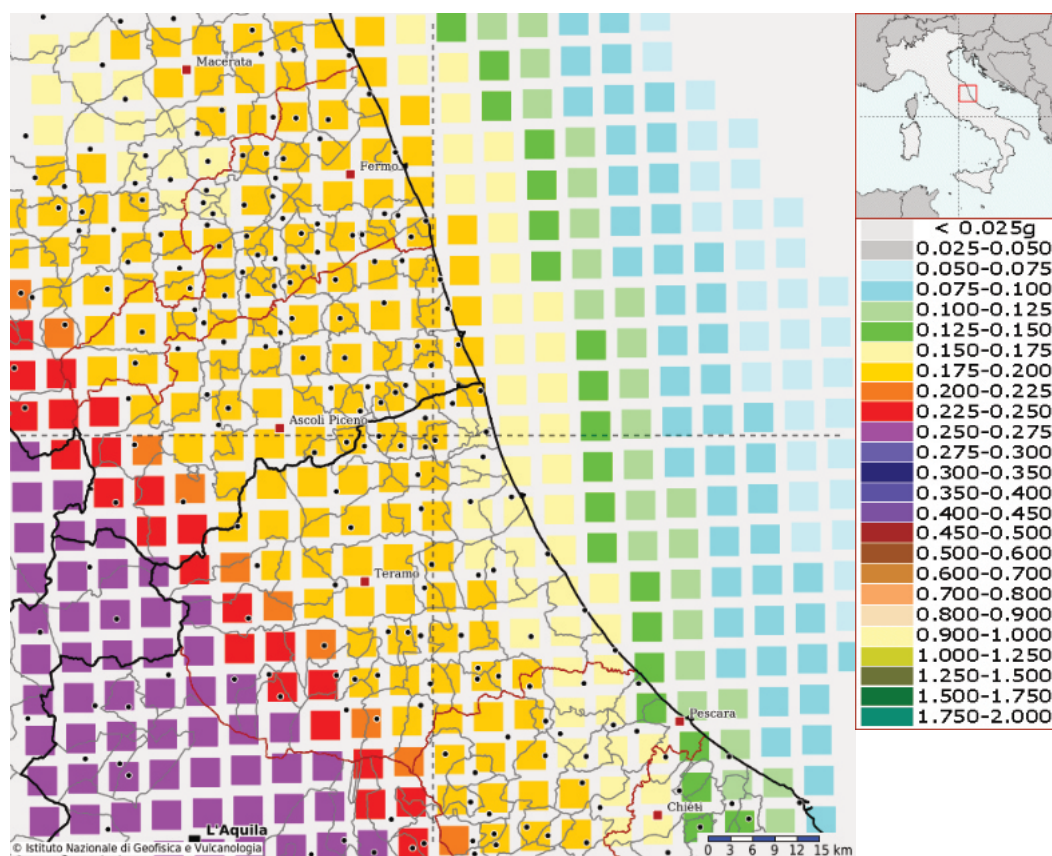 Macerata
Fermo
Ascoli Piceno
Teramo
Pescara
Chieti
L'Aquila
© Istituto Nazionale di Geofisica e Vulcanologia
0 3 6 9 12 15 km
< 0.025g
0.025-0.050
0.050-0.075
0.075-0.100
0.100-0.125
0.125-0.150
0.150-0.175
0.175-0.200
0.200-0.225
0.225-0.250
0.250-0.275
0.275-0.300
0.300-0.350
0.350-0.400
0.400-0.450
0.450-0.500
0.500-0.600
0.600-0.700
0.700-0.800
0.800-0.900
0.900-1.000
1.000-1.250
1.250-1.500
1.500-1.750
1.750-2.000